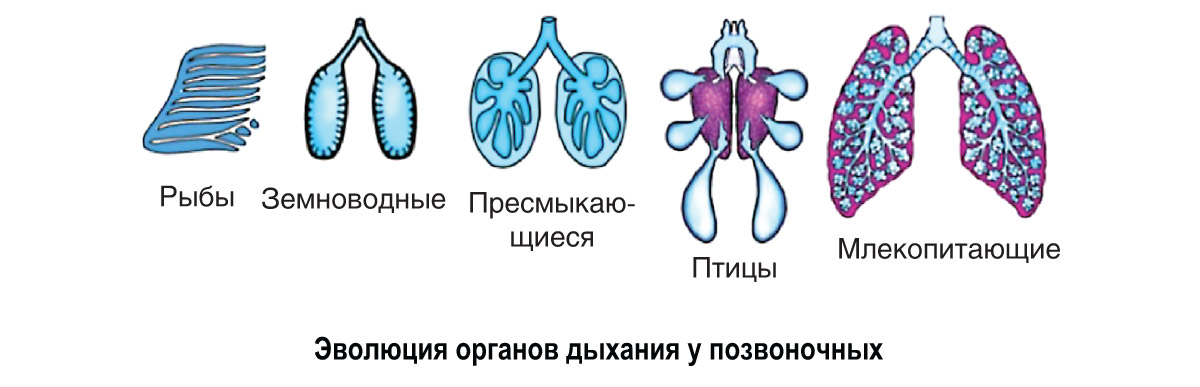 Рыбы
Земноводные
Пресмыкаю-
щиеся
Птицы
Млекопитающие
Эволюция органов дыхания у позвоночных